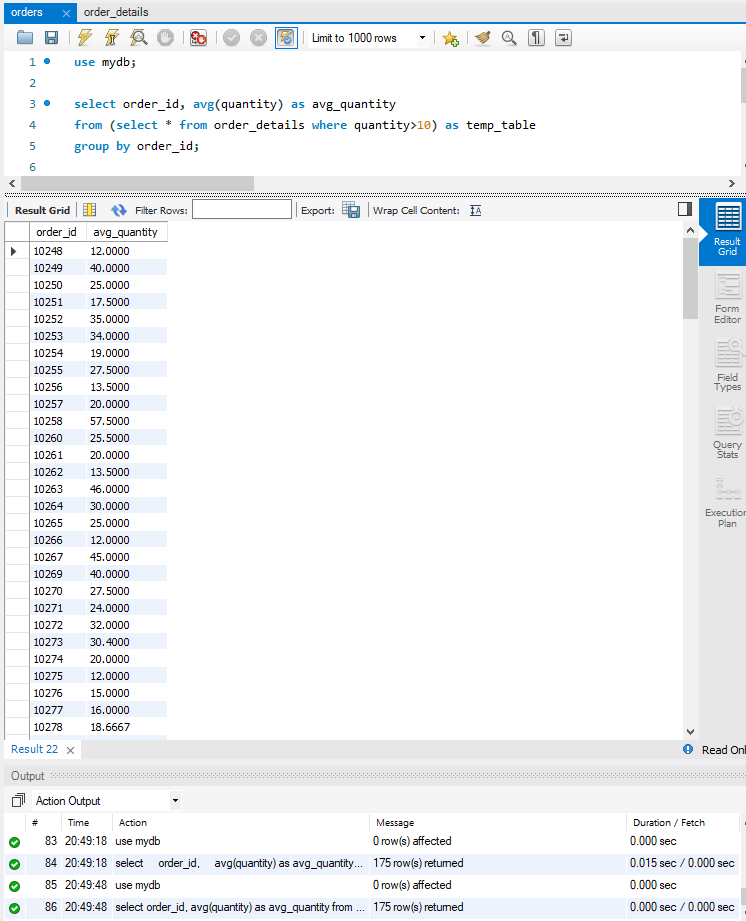 orders × order_details
Limit to 1000 rows
1 use mydb;
2
3 select order_id, avg(quantity) as avg_quantity
4 from (select * from order_details where quantity>10) as temp_table
5 group by order_id;
6
Result Grid Filter Rows: Export: Wrap Cell Content:
order_id avg_quantity
10248 12.0000
10249 40.0000
10250 25.0000
10251 17.5000
10252 35.0000
10253 34.0000
10254 19.0000
10255 27.5000
10256 13.5000
10257 20.0000
10258 57.5000
10260 25.5000
10261 20.0000
10262 13.5000
10263 46.0000
10264 30.0000
10265 25.0000
10266 12.0000
10267 45.0000
10269 40.0000
10270 27.5000
10271 24.0000
10272 32.0000
10273 30.4000
10274 20.0000
10275 12.0000
10276 15.0000
10277 16.0000
10278 18.6667
Result
Grid
Form
Editor
Field
Types
Query
Stats
Execution
Plan
Result 22 × Read Onl
Output
Action Output
# Time Action Message Duration / Fetch
83 20:49:18 use mydb 0 row(s) affected 0.000 sec
84 20:49:18 select order_id, avg(quantity) as avg_quantity... 175 row(s) returned 0.015 sec / 0.000 sec
85 20:49:48 use mydb 0 row(s) affected 0.000 sec
86 20:49:48 select order_id, avg(quantity) as avg_quantity from ... 175 row(s) returned 0.000 sec / 0.000 sec